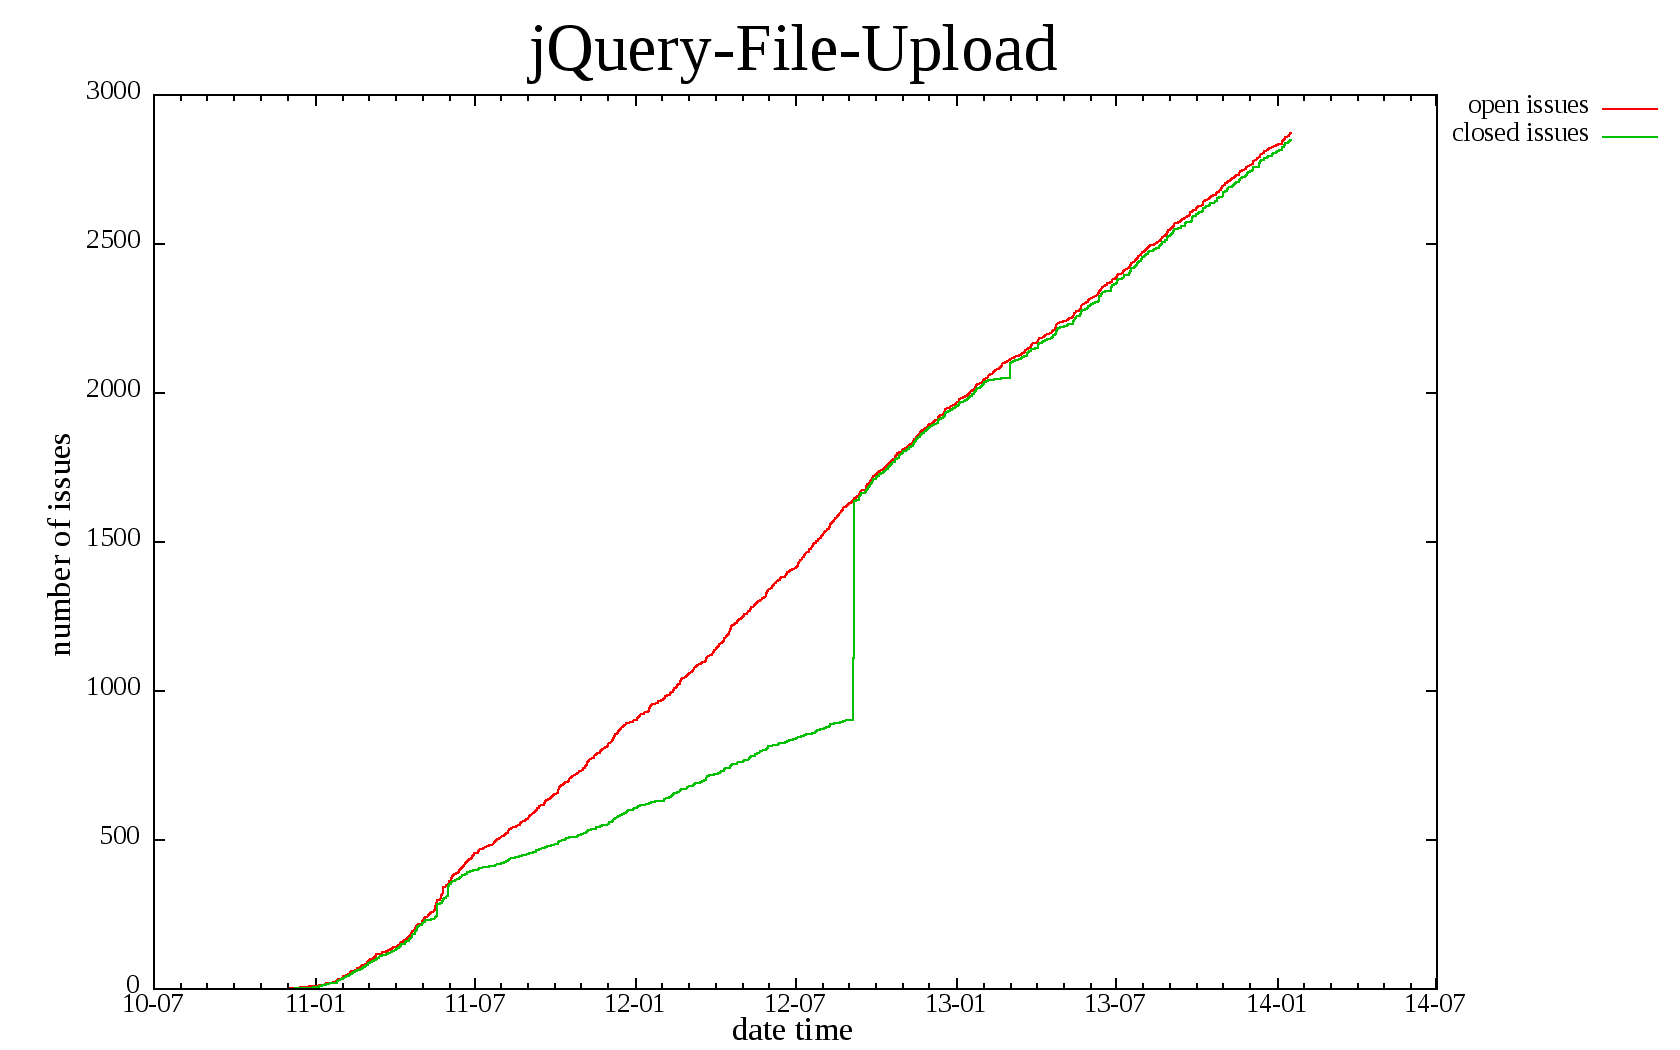 jQuery-File-Upload
open issues
closed issues
3000
2500
2000
1500
1000
500
0
number of issues
10-07 11-01 11-07 12-01 12-07 13-01 13-07 14-01 14-07
date time